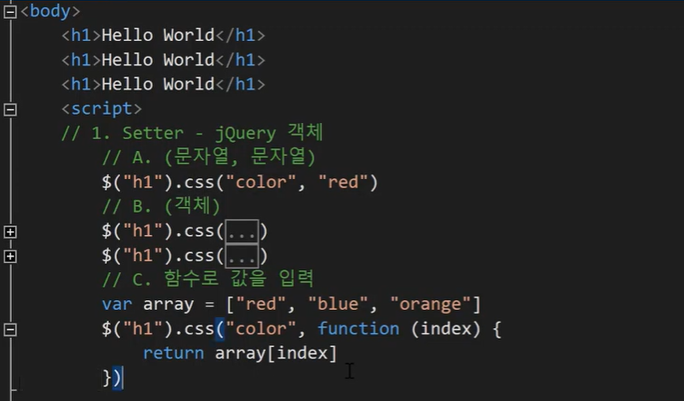 <body>
<h1>Hello World</h1>
<h1>Hello World</h1>
<h1>Hello World</h1>
<script>
// 1. Setter - jQuery 객체
// A. (문자열, 문자열)
$("h1").css("color", "red")
// B. (객체)
$("h1").css(...)
$("h1").css(...)
// C. 함수로 값을 입력
var array = ["red", "blue", "orange"]
$("h1").css("color", function (index) {
return array[index]
})